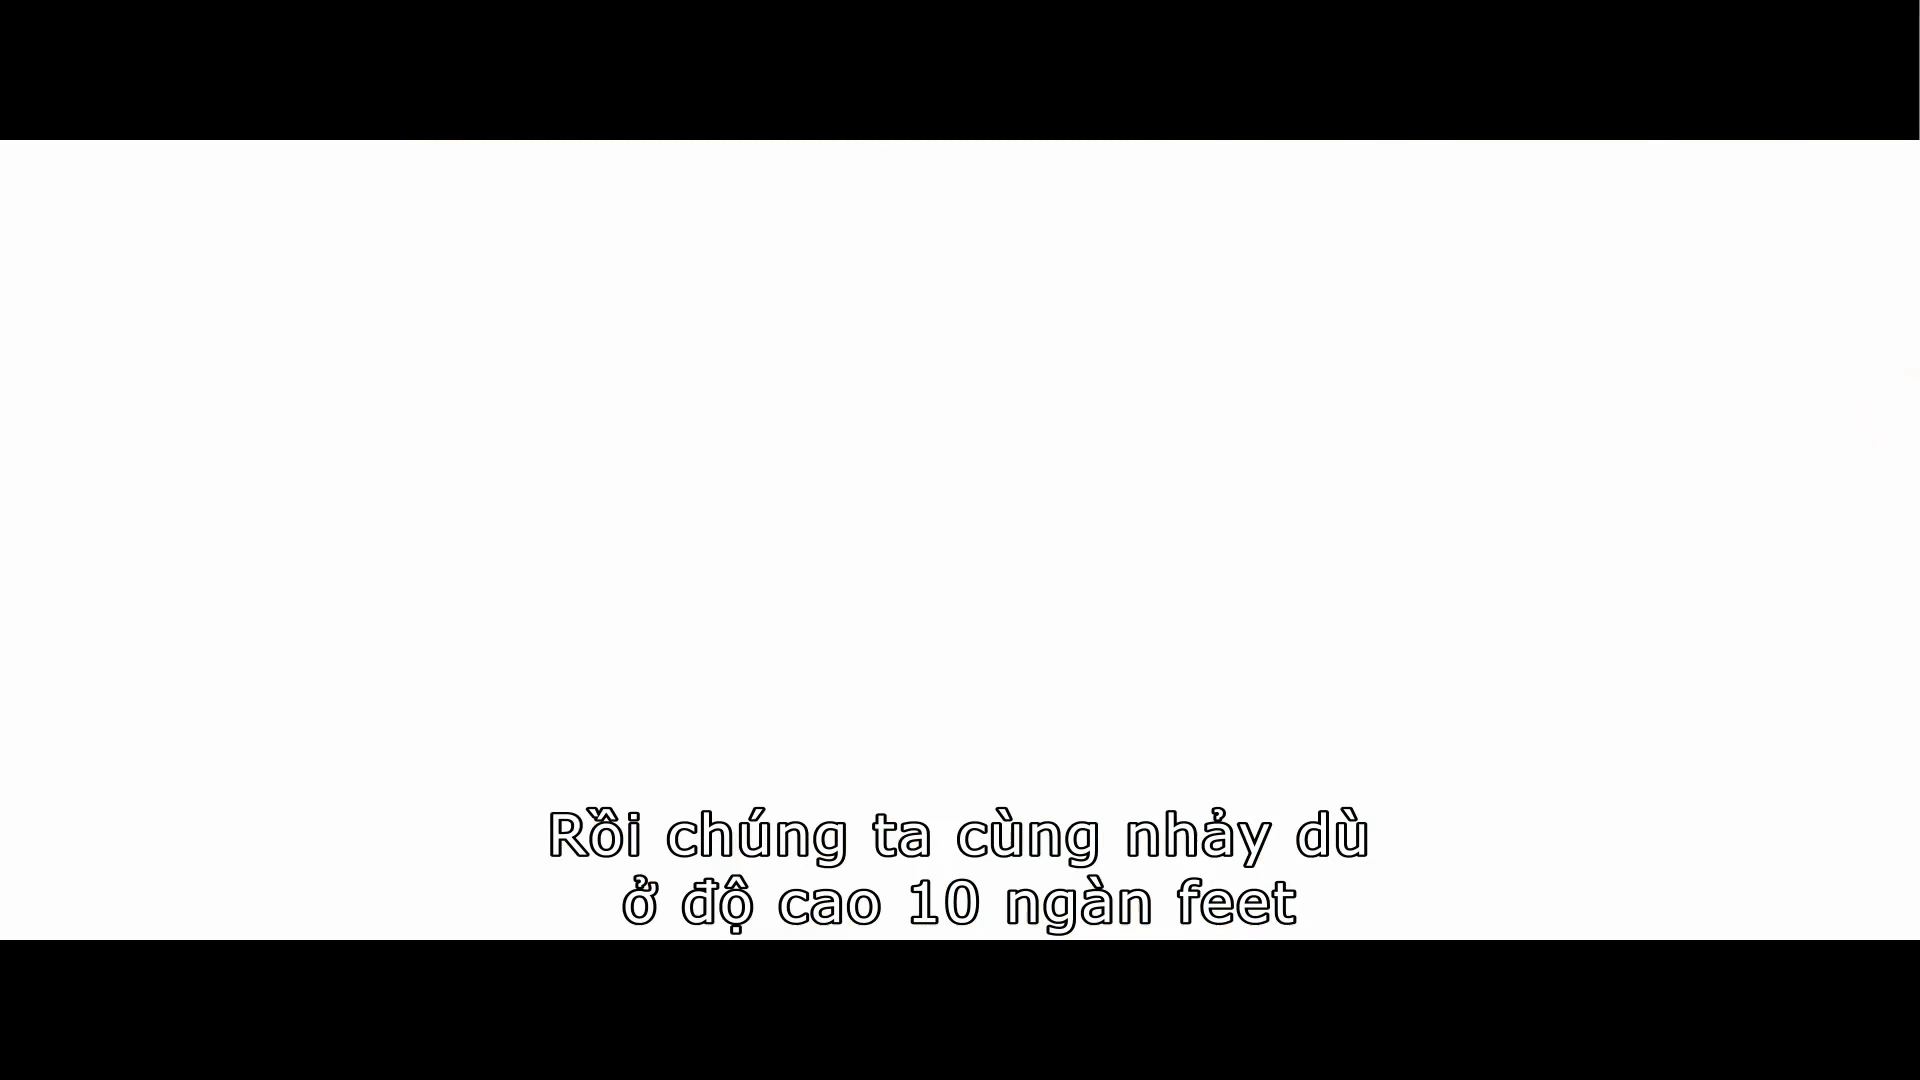 Rồi chúng ta cùng nhảy dù
ở độ cao 10 ngàn feet